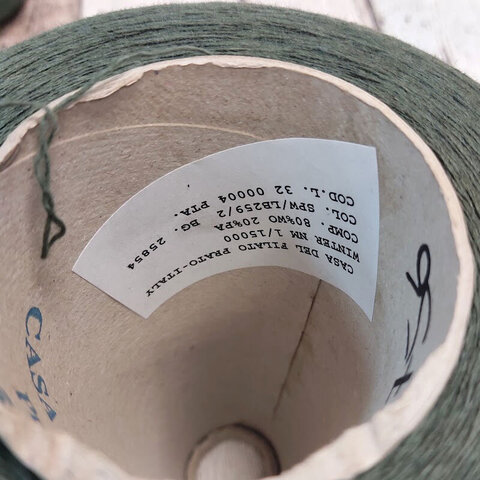 CASA DEL FILATO PRATO-ITALY
WINTER NM 1/15000
COMP. 80%WO 20%PA BG. 25854
COL. SPW/LB259/2
COD.L. 32 00004 PTA.
CASA